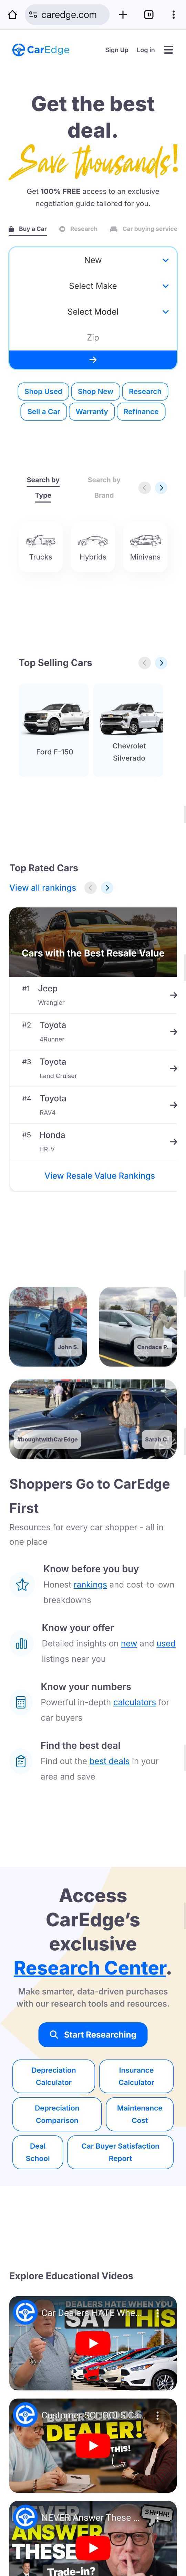 caredge.com
CarEdge
Sign Up
Log in
Get the best
deal.
Save thousands!
Get 100% FREE access to an exclusive
negotiation guide tailored for you.
Buy a Car
Research
Car buying service
New
Select Make
Select Model
Zip
Shop Used
Shop New
Research
Sell a Car
Warranty
Refinance
Search by
Type
Search by
Brand
Trucks
Hybrids
Minivans
Top Selling Cars
Ford F-150
Chevrolet
Silverado
Top Rated Cars
View all rankings
Cars with the Best Resale Value
#1 Jeep
Wrangler
#2 Toyota
4Runner
#3 Toyota
Land Cruiser
#4 Toyota
RAV4
#5 Honda
HR-V
View Resale Value Rankings
John S.
Candace P.
#boughtwithCarEdge
Sarah C.
Shoppers Go to CarEdge
First
Resources for every car shopper - all in
one place
Know before you buy
Honest rankings and cost-to-own
breakdowns
Know your offer
Detailed insights on new and used
listings near you
Know your numbers
Powerful in-depth calculators for
car buyers
Find the best deal
Find out the best deals in your
area and save
Access
CarEdge’s
exclusive
Research Center.
Make smarter, data-driven purchases
with our research tools and resources.
Start Researching
Depreciation
Calculator
Insurance
Calculator
Depreciation
Comparison
Maintenance
Cost
Deal
School
Car Buyer Satisfaction
Report
Explore Educational Videos
DEALERS HATE WHEN YOU
Car Dealers HATE Whe...
SAY THIS
DEALER!
THIS!
NEVER Answer These ...
SHHHH!
ANSWER
THESE
Trade-in?